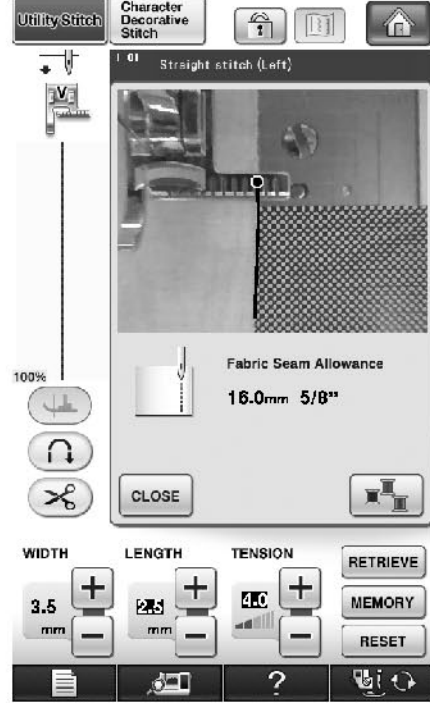 Utility Stitch
Character
Decorative
Stitch
1-01
Straight stitch (Left)
V
100%
Fabric Seam Allowance
16.0mm 5/8"
CLOSE
WIDTH
LENGTH
TENSION
RETRIEVE
3.5
mm
2.5
mm
4.0
MEMORY
RESET
?